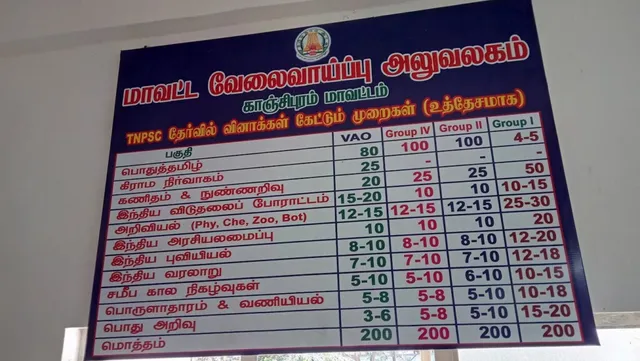 மாவட்ட வேலைவாய்ப்பு அலுவலகம்
காஞ்சிபுரம் மாவட்டம்
TNPSC தேர்வில் வினாக்கள் கேட்டும் முறைகள் (உத்தேசமாக)
பகுதி VAO Group IV Group II Group I
பொதுத்தமிழ் 80 100 100 4-5
கிராம நிர்வாகம் 25 - - -
கணிதம் & நுண்ணறிவு 20 25 25 50
இந்திய விடுதலைப் போராட்டம் 15-20 10 10 10-15
அறிவியல் (Phy, Che, Zoo, Bot) 12-15 12-15 12-15 25-30
இந்திய அரசியலமைப்பு 10 10 10 20
இந்திய புவியியல் 8-10 8-10 8-10 12-20
இந்திய வரலாறு 7-10 7-10 7-10 12-18
சமீப கால நிகழ்வுகள் 5-10 5-10 6-10 10-15
பொருளாதாரம் & வணியியல் 5-8 5-8 5-10 10-18
பொது அறிவு 3-6 5-8 5-10 15-20
மொத்தம் 200 200 200 200